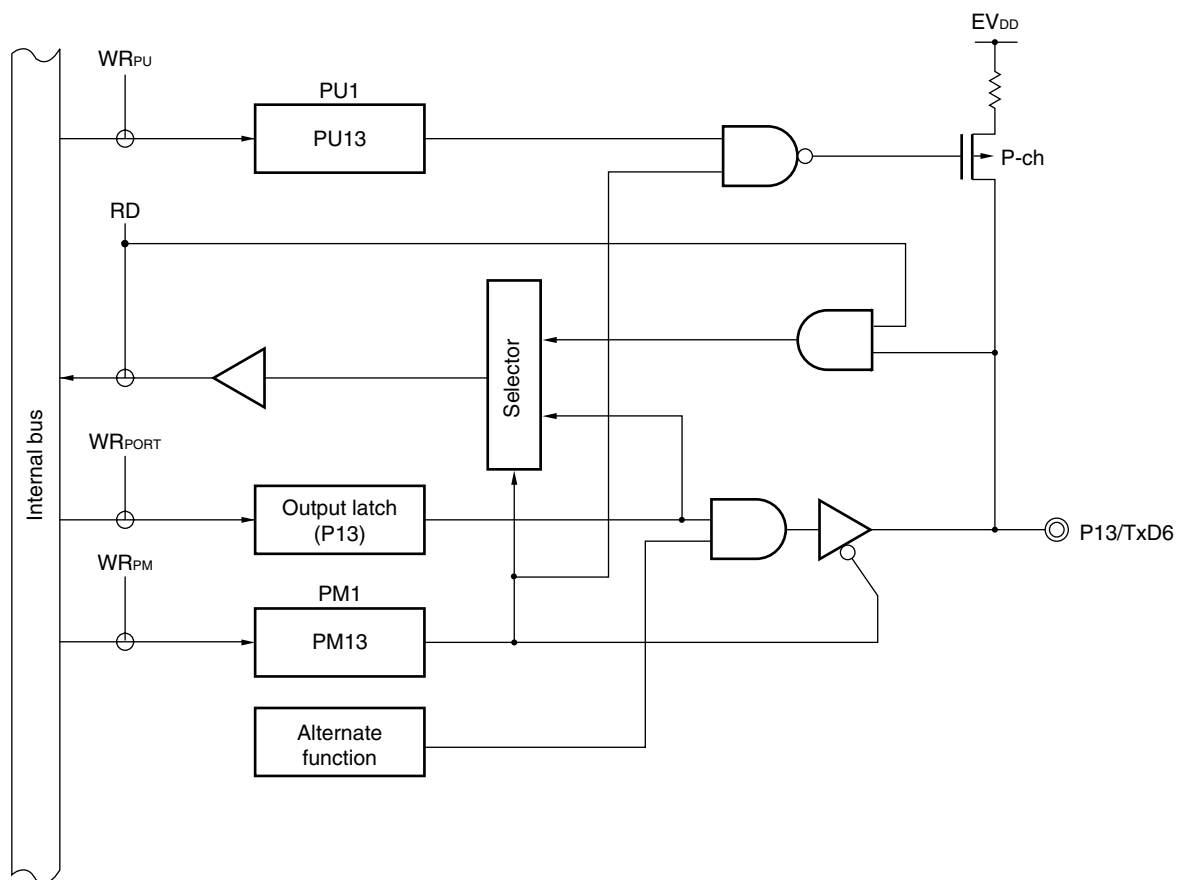 EVDD
WRPU
PU1
PU13
P-ch
RD
Selector
Internal bus
WRPORT
Output latch
(P13)
P13/TxD6
WRPM
PM1
PM13
Alternate
function